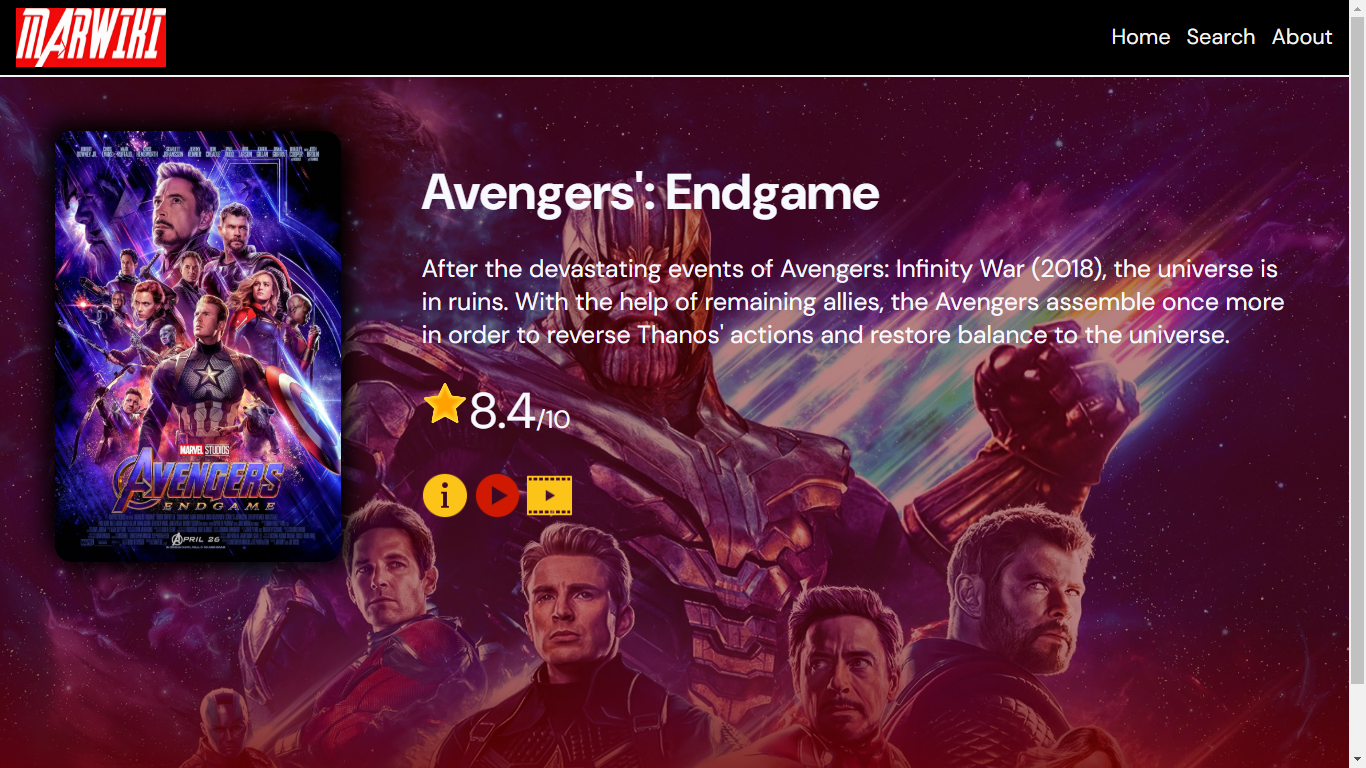 MARWIKI
Home Search About
Avengers': Endgame
After the devastating events of Avengers: Infinity War (2018), the universe is
in ruins. With the help of remaining allies, the Avengers assemble once more
in order to reverse Thanos' actions and restore balance to the universe.
8.4/10
i
MARVEL STUDIOS
AVENGERS
ENDGAME
APRIL 26